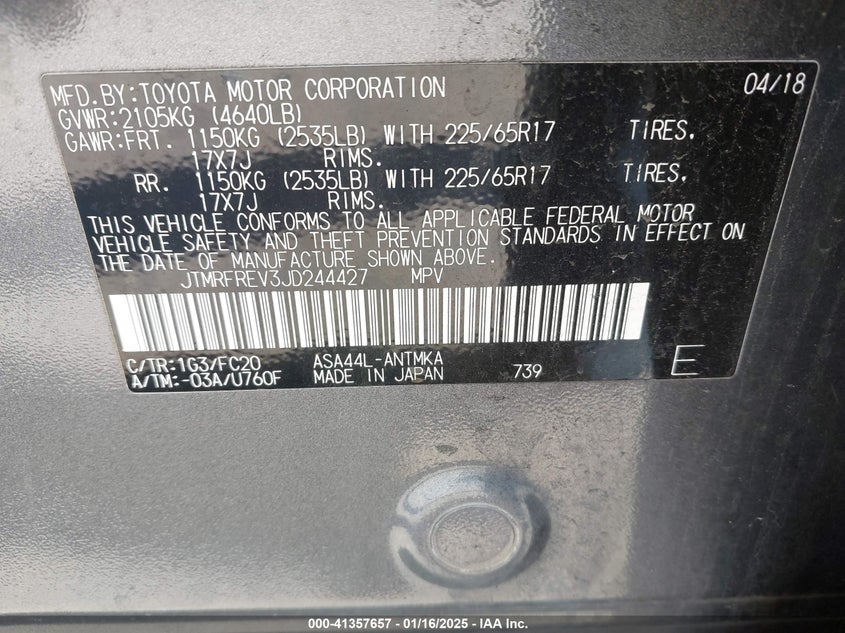 MFD.BY:TOYOTA MOTOR CORPORATION 04/18
GVWR:2105KG (4640LB)
GAWR:FRT. 1150KG (2535LB) WITH 225/65R17 TIRES.
17X7J RIMS.
RR. 1150KG (2535LB) WITH 225/65R17 TIRES.
17X7J RIMS.
THIS VEHICLE CONFORMS TO ALL APPLICABLE FEDERAL MOTOR
VEHICLE SAFETY AND THEFT PREVENTION STANDARDS IN EFFECT ON
THE DATE OF MANUFACTURE SHOWN ABOVE.
JTMRFREV3JD244427 MPV
C/TR:1G3/FC20 ASA44L-ANTMKA
A/TM:-03A/U760F MADE IN JAPAN 739 E
000-41357657 - 01/16/2025 - IAA Inc.